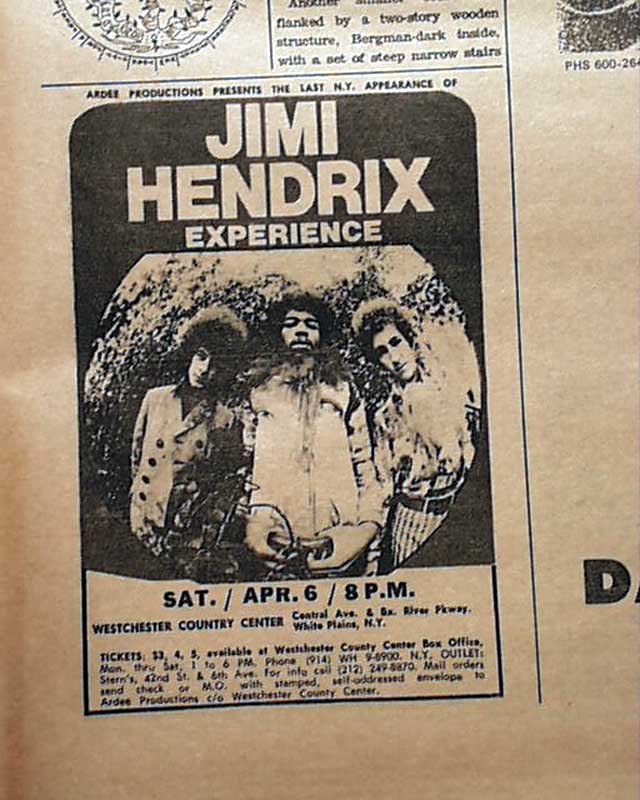 Another smaller
flanked by a two-story wooden
structure, Bergman-dark inside,
with a set of steep narrow stairs
PHS 600-264
ARDEE PRODUCTIONS PRESENTS THE LAST N.Y. APPEARANCE OF
JIMI
HENDRIX
EXPERIENCE
SAT. / APR. 6 / 8 P.M.
WESTCHESTER COUNTRY CENTER Central Ave. & Bx. River Pkway.
White Plains, N.Y.
TICKETS: $3, 4, 5, available at Westchester County Center Box Office,
Mon. thru Sat. 1 to 6 PM. Phone (914) WH 9-8900. N.Y. OUTLET:
Stern's, 42nd St. & 6th Ave. For info call (212) 249-8870. Mail orders
send check or M.O. with stamped, self-addressed envelope to
Ardee Productions c/o Westchester County Center.
DA